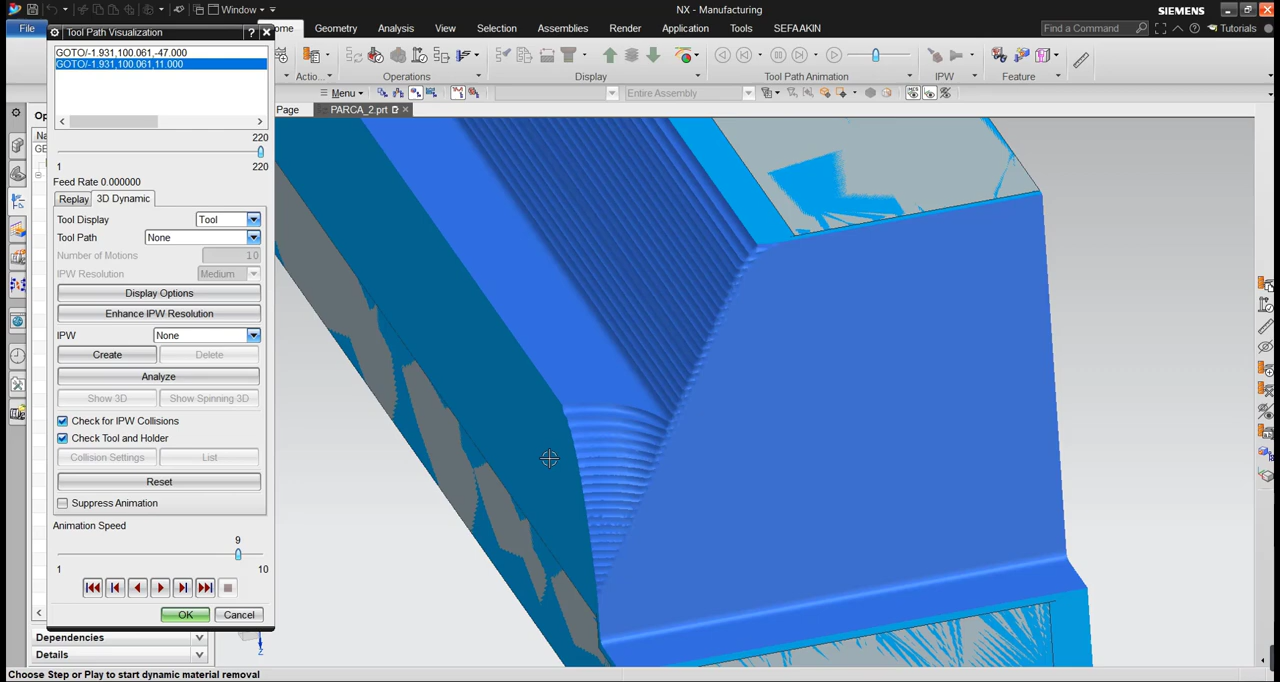 Window
NX - Manufacturing
SIEMENS
File
ome
Geometry
Analysis
View
Selection
Assemblies
Render
Application
Tools
SEFAAKIN
Find a Command
Tutorials
Tool Path Visualization
GOTO/-1.931,100.061,-47.000
GOTO/-1.931,100.061,11.000
Actio...
Operations
Display
Tool Path Animation
IPW
Feature
Menu
Entire Assembly
Page
PARCA_2.prt
Op
Na
GE
220
1
220
Feed Rate 0.000000
Replay
3D Dynamic
Tool Display
Tool
Tool Path
None
Number of Motions
10
IPW Resolution
Medium
Display Options
Enhance IPW Resolution
IPW
None
Create
Delete
Analyze
Show 3D
Show Spinning 3D
Check for IPW Collisions
Check Tool and Holder
Collision Settings
List
Reset
Suppress Animation
Animation Speed
9
1
10
OK
Cancel
Dependencies
Details
Z
Choose Step or Play to start dynamic material removal